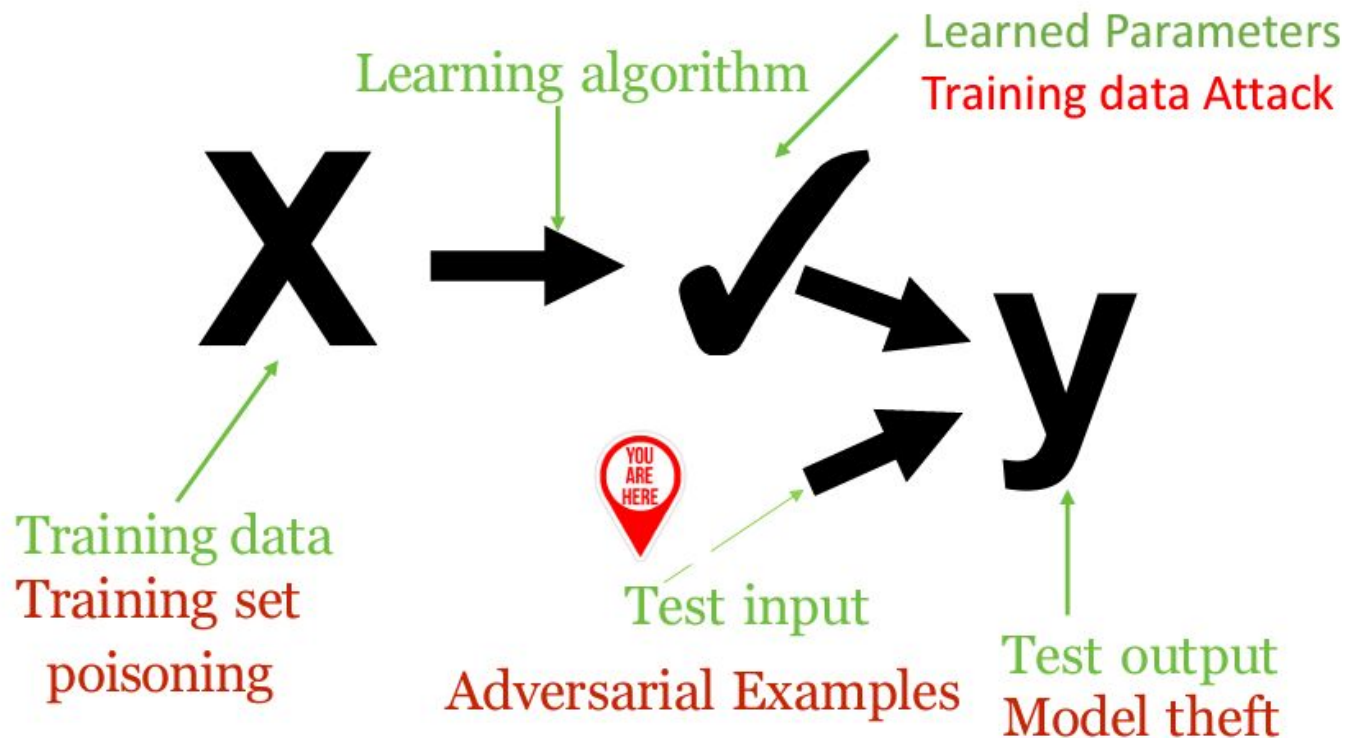 Learned Parameters
Training data Attack
Learning algorithm
X
y
YOU
ARE
HERE
Training data
Training set
poisoning
Test input
Adversarial Examples
Test output
Model theft